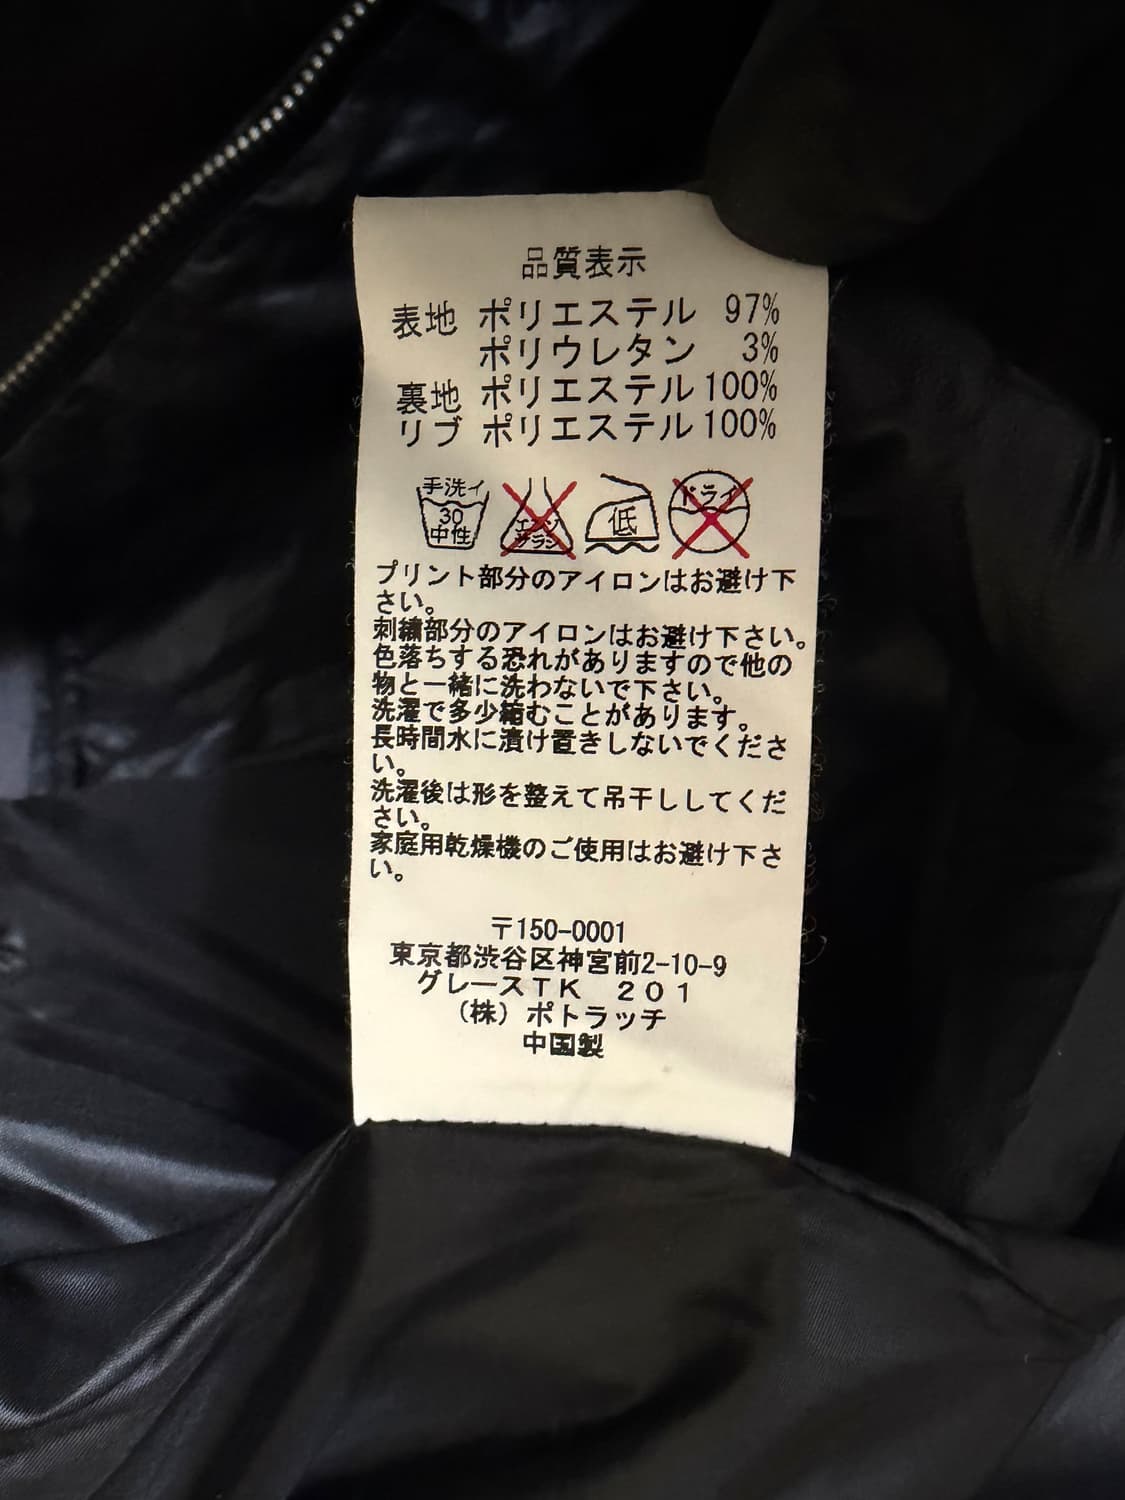 品質表示
表地 ポリエステル 97%
ポリウレタン 3%
裏地 ポリエステル 100%
リブ ポリエステル 100%
手洗イ
30
中性
エンソ
サラシ
低
ドライ
プリント部分のアイロンはお避け下
さい。
刺繍部分のアイロンはお避け下さい。
色落ちする恐れがありますので他の
物と一緒に洗わないで下さい。
洗濯で多少縮むことがあります。
長時間水に漬け置きしないでくださ
い。
洗濯後は形を整えて吊干ししてくだ
さい。
家庭用乾燥機のご使用はお避け下さ
い。
〒150-0001
東京都渋谷区神宮前2-10-9
グレースTK 201
(株) ポトラッチ
中国製